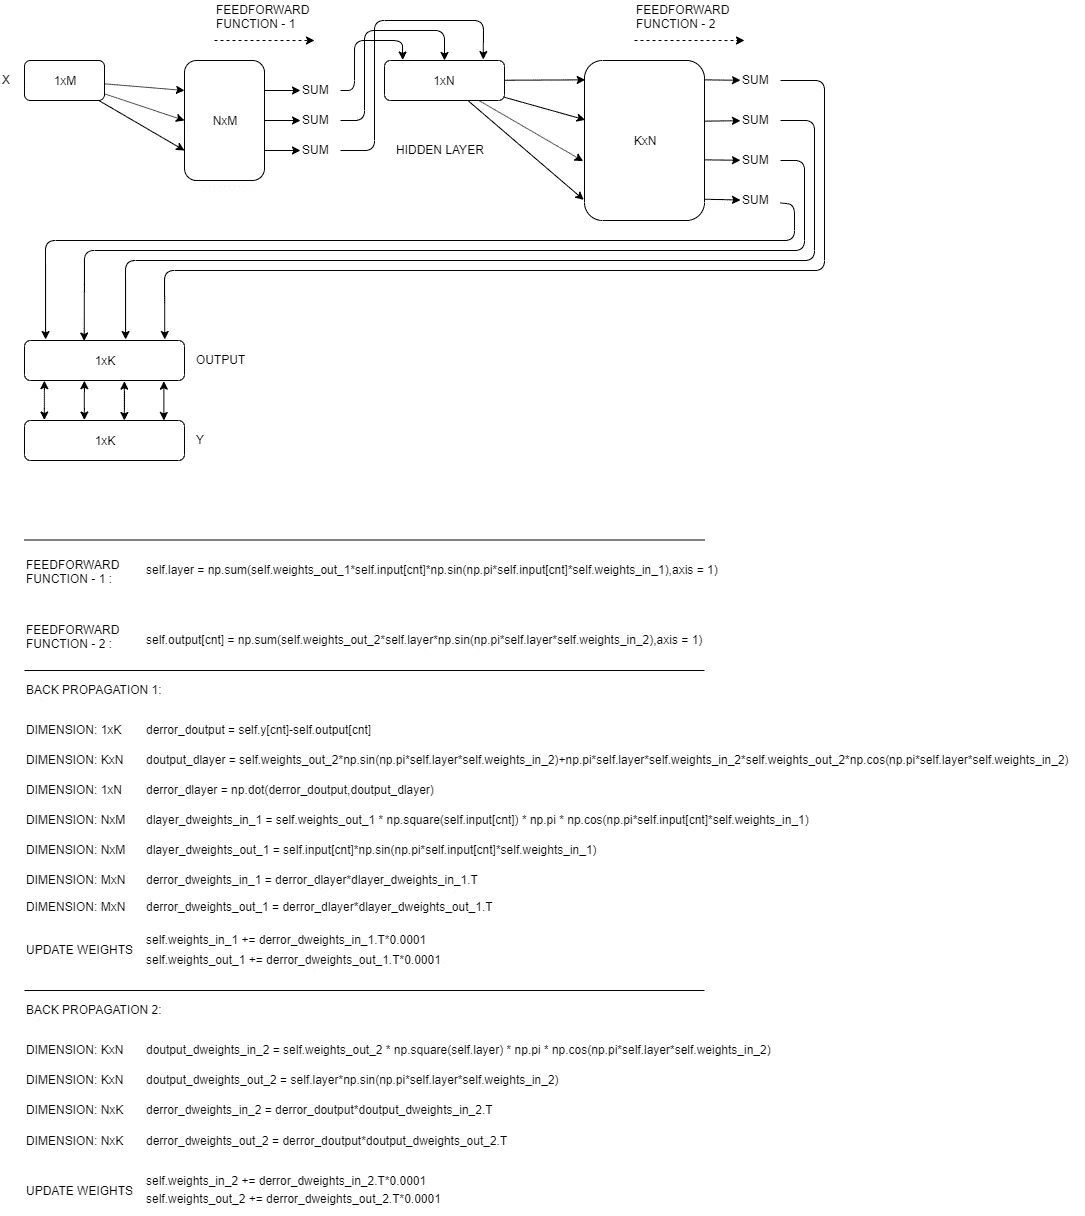 FEEDFORWARD
FUNCTION - 1
FEEDFORWARD
FUNCTION - 2
X
1xM
NxM
SUM
SUM
SUM
1xN
HIDDEN LAYER
KxN
SUM
SUM
SUM
SUM
1xK
OUTPUT
1xK
Y
FEEDFORWARD
FUNCTION - 1 :
self.layer = np.sum(self.weights_out_1*self.input[cnt]*np.sin(np.pi*self.input[cnt]*self.weights_in_1),axis = 1)
FEEDFORWARD
FUNCTION - 2 :
self.output[cnt] = np.sum(self.weights_out_2*self.layer*np.sin(np.pi*self.layer*self.weights_in_2),axis = 1)
BACK PROPAGATION 1:
DIMENSION: 1xK derror_doutput = self.y[cnt]-self.output[cnt]
DIMENSION: KxN doutput_dlayer = self.weights_out_2*np.sin(np.pi*self.layer*self.weights_in_2)+np.pi*self.layer*self.weights_in_2*self.weights_out_2*np.cos(np.pi*self.layer*self.weights_in_2)
DIMENSION: 1xN derror_dlayer = np.dot(derror_doutput,doutput_dlayer)
DIMENSION: NxM dlayer_dweights_in_1 = self.weights_out_1 * np.square(self.input[cnt]) * np.pi * np.cos(np.pi*self.input[cnt]*self.weights_in_1)
DIMENSION: NxM dlayer_dweights_out_1 = self.input[cnt]*np.sin(np.pi*self.input[cnt]*self.weights_in_1)
DIMENSION: MxN derror_dweights_in_1 = derror_dlayer*dlayer_dweights_in_1.T
DIMENSION: MxN derror_dweights_out_1 = derror_dlayer*dlayer_dweights_out_1.T
UPDATE WEIGHTS
self.weights_in_1 += derror_dweights_in_1.T*0.0001
self.weights_out_1 += derror_dweights_out_1.T*0.0001
BACK PROPAGATION 2:
DIMENSION: KxN doutput_dweights_in_2 = self.weights_out_2 * np.square(self.layer) * np.pi * np.cos(np.pi*self.layer*self.weights_in_2)
DIMENSION: KxN doutput_dweights_out_2 = self.layer*np.sin(np.pi*self.layer*self.weights_in_2)
DIMENSION: NxK derror_dweights_in_2 = derror_doutput*doutput_dweights_in_2.T
DIMENSION: NxK derror_dweights_out_2 = derror_doutput*doutput_dweights_out_2.T
UPDATE WEIGHTS
self.weights_in_2 += derror_dweights_in_2.T*0.0001
self.weights_out_2 += derror_dweights_out_2.T*0.0001